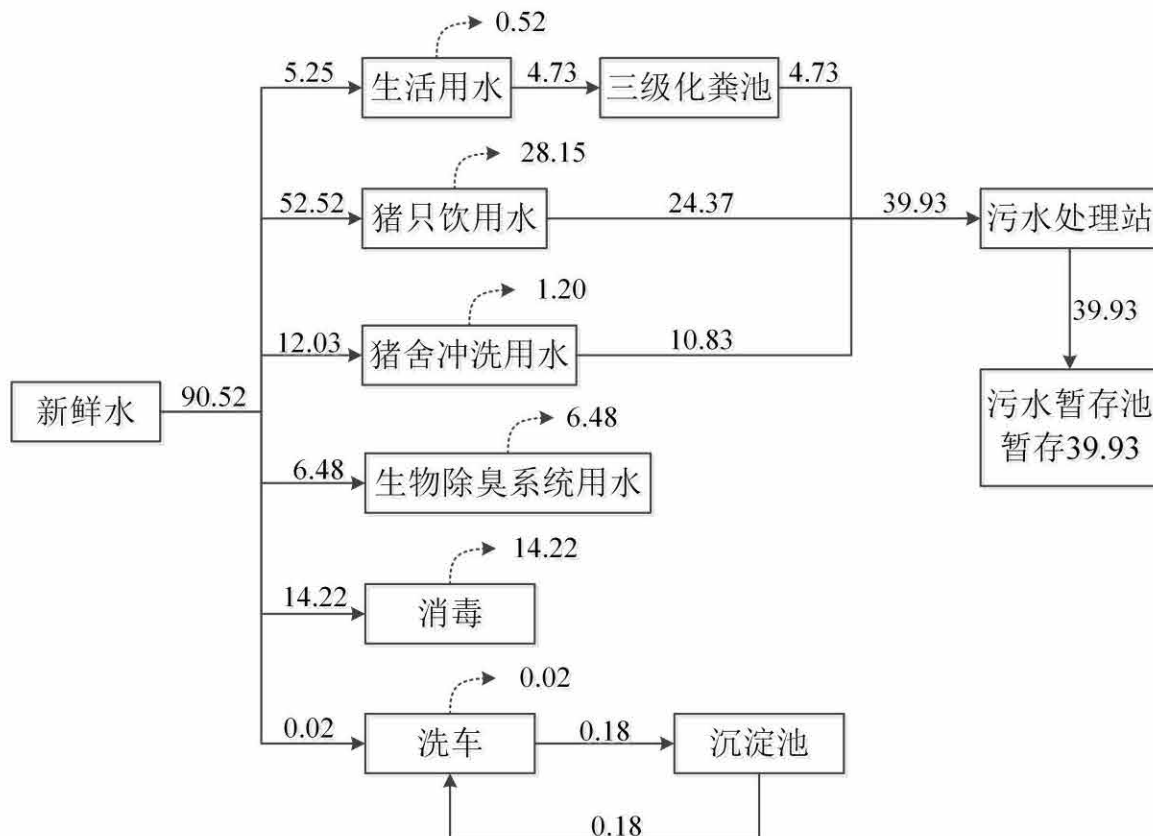 0.52
5.25
生活用水
4.73
三级化粪池
4.73
28.15
52.52
猪只饮用水
24.37
39.93
污水处理站
1.20
12.03
猪舍冲洗用水
10.83
39.93
新鲜水
90.52
污水暂存池
暂存39.93
6.48
6.48
生物除臭系统用水
14.22
14.22
消毒
0.02
0.02
洗车
0.18
沉淀池
0.18